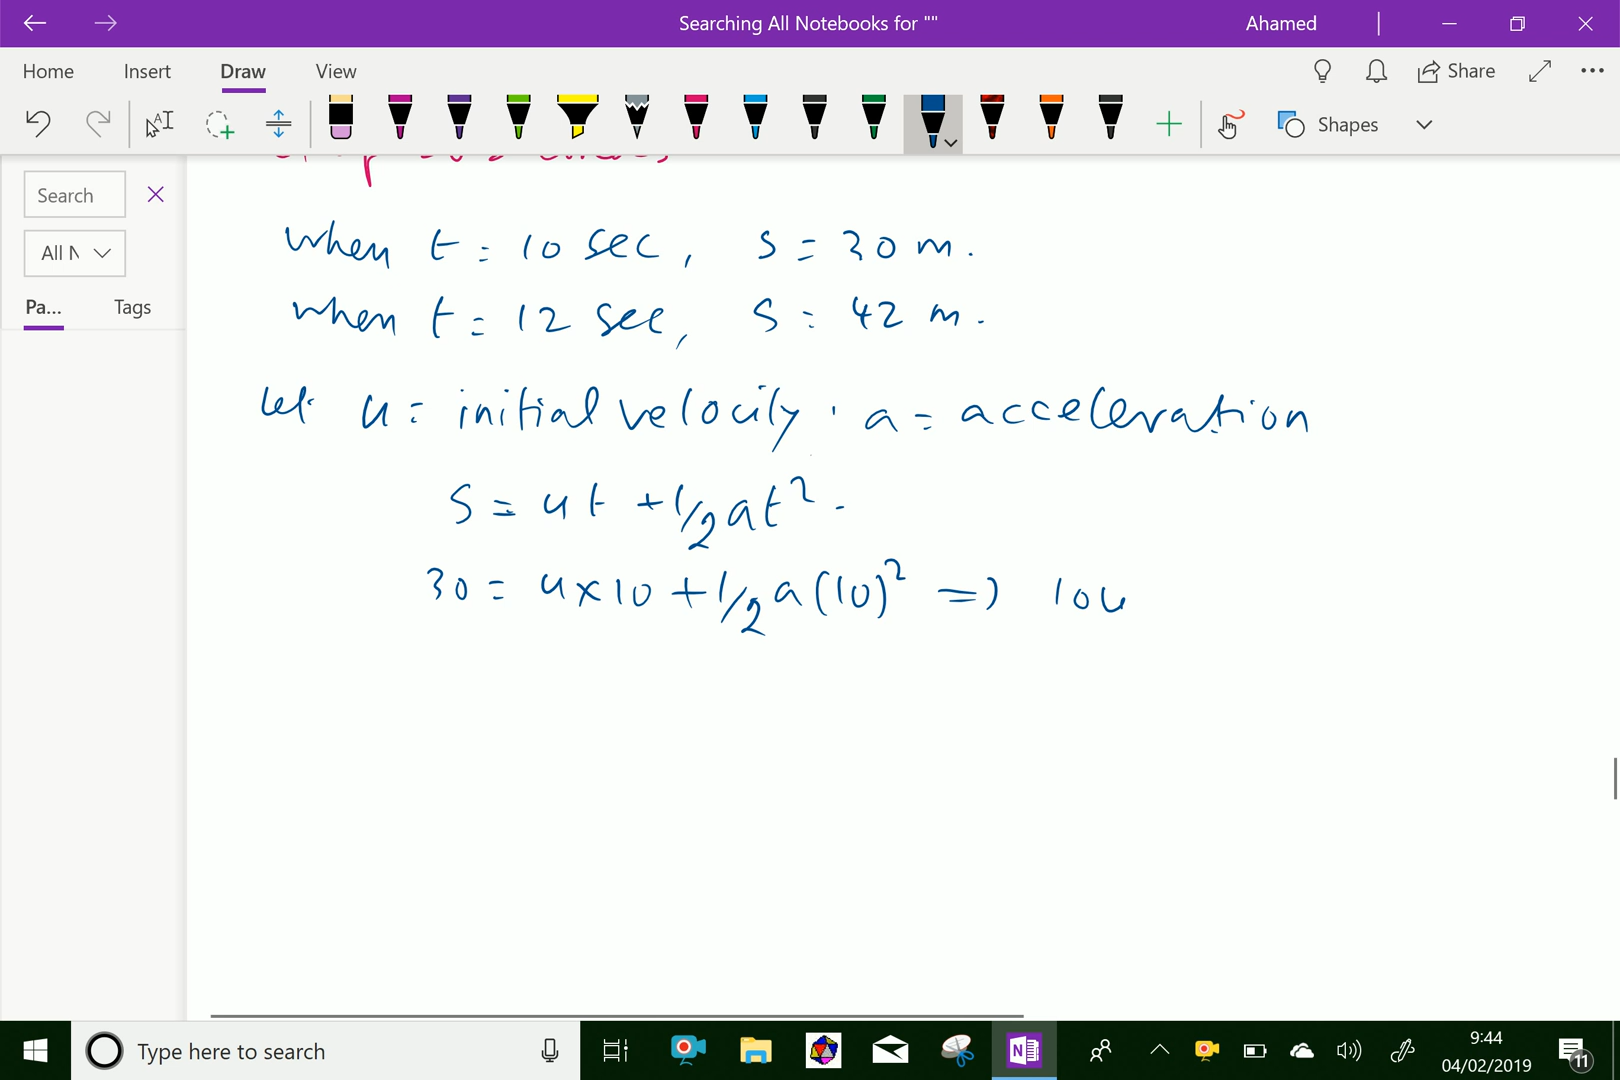 Searching All Notebooks for ""
Ahamed
Home Insert Draw View
Share
Shapes
Search
All N
Pa... Tags
when t = 10 sec, s = 30 m.
when t = 12 sec, s = 42 m.
let u = initial velocity. a = acceleration
s = ut + 1/2 at².
30 = u×10 + 1/2 a(10)² => 10u
Type here to search
9:44
04/02/2019
11